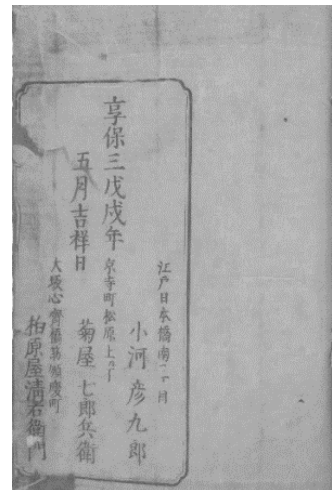 享保三戊戌年
五月吉祥日
江戸日本橋南一丁目
小河彦九郎
京寺町松原上ル丁
菊屋七郎兵衛
大坂心齋橋筋順慶町
柏原屋清右衛門